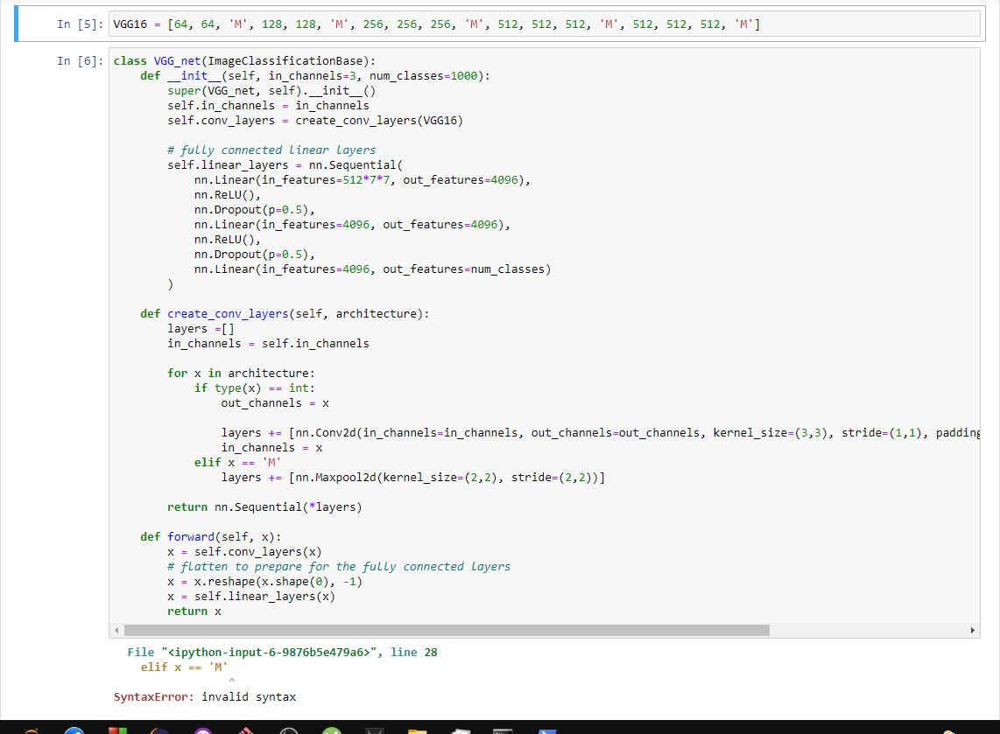 In [5]: VGG16 = [64, 64, 'M', 128, 128, 'M', 256, 256, 256, 'M', 512, 512, 512, 'M', 512, 512, 512, 'M']
In [6]: class VGG_net(ImageClassificationBase):
    def __init__(self, in_channels=3, num_classes=1000):
        super(VGG_net, self).__init__()
        self.in_channels = in_channels
        self.conv_layers = create_conv_layers(VGG16)

        # fully connected linear layers
        self.linear_layers = nn.Sequential(
            nn.Linear(in_features=512*7*7, out_features=4096),
            nn.ReLU(),
            nn.Dropout(p=0.5),
            nn.Linear(in_features=4096, out_features=4096),
            nn.ReLU(),
            nn.Dropout(p=0.5),
            nn.Linear(in_features=4096, out_features=num_classes)
        )

    def create_conv_layers(self, architecture):
        layers =[]
        in_channels = self.in_channels

        for x in architecture:
            if type(x) == int:
                out_channels = x

                layers += [nn.Conv2d(in_channels=in_channels, out_channels=out_channels, kernel_size=(3,3), stride=(1,1), padding
                in_channels = x
            elif x == 'M'
                layers += [nn.Maxpool2d(kernel_size=(2,2), stride=(2,2))]

        return nn.Sequential(*layers)

    def forward(self, x):
        x = self.conv_layers(x)
        # flatten to prepare for the fully connected layers
        x = x.reshape(x.shape(0), -1)
        x = self.linear_layers(x)
        return x
File "<ipython-input-6-9876b5e479a6>", line 28
    elif x == 'M'
                 ^
SyntaxError: invalid syntax